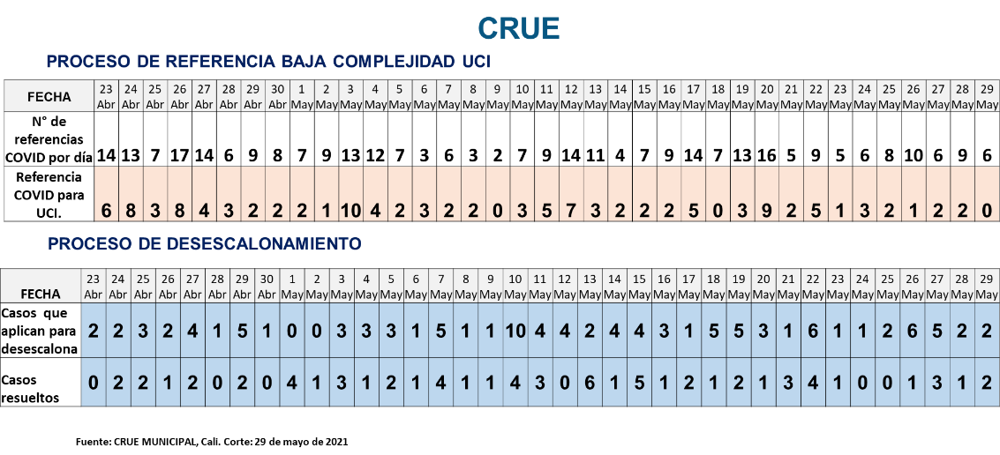 CRUE
PROCESO DE REFERENCIA BAJA COMPLEJIDAD UCI
FECHA 23 Abr 24 Abr 25 Abr 26 Abr 27 Abr 28 Abr 29 Abr 30 Abr 1 May 2 May 3 May 4 May 5 May 6 May 7 May 8 May 9 May 10 May 11 May 12 May 13 May 14 May 15 May 16 May 17 May 18 May 19 May 20 May 21 May 22 May 23 May 24 May 25 May 26 May 27 May 28 May 29 May
N° de
referencias
COVID por día 14 13 7 17 14 6 9 8 7 9 13 12 7 3 6 3 2 7 9 14 11 4 7 9 14 7 13 16 5 9 5 6 8 10 6 9 6
Referencia
COVID para
UCI. 6 8 3 8 4 3 2 2 2 1 10 4 2 3 2 2 0 3 5 7 3 2 2 2 5 0 3 9 2 5 1 3 2 1 2 2 0
PROCESO DE DESESCALONAMIENTO
FECHA 23 Abr 24 Abr 25 Abr 26 Abr 27 Abr 28 Abr 29 Abr 30 Abr 1 May 2 May 3 May 4 May 5 May 6 May 7 May 8 May 9 May 10 May 11 May 12 May 13 May 14 May 15 May 16 May 17 May 18 May 19 May 20 May 21 May 22 May 23 May 24 May 25 May 26 May 27 May 28 May 29 May
Casos que
aplican para
desescalona 2 2 3 2 4 1 5 1 0 0 3 3 3 1 5 1 1 10 4 4 2 4 4 3 1 5 5 3 1 6 1 1 2 6 5 2 2
Casos
resueltos 0 2 2 1 2 0 2 0 4 1 3 1 2 1 4 1 1 4 3 0 6 1 5 1 2 1 2 1 3 4 1 0 0 1 3 1 2
Fuente: CRUE MUNICIPAL, Cali. Corte: 29 de mayo de 2021